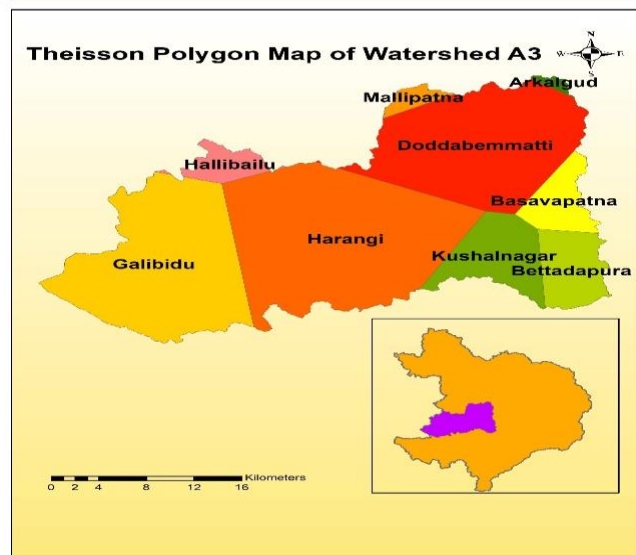 Theisson Polygon Map of Watershed A3
N
W E
S
Arkalgud
Mallipatna
Doddabemmatti
Hallibailu
Basavapatna
Harangi
Kushalnagar
Galibidu
Bettadapura
Kilometers
0 2 4 8 12 16